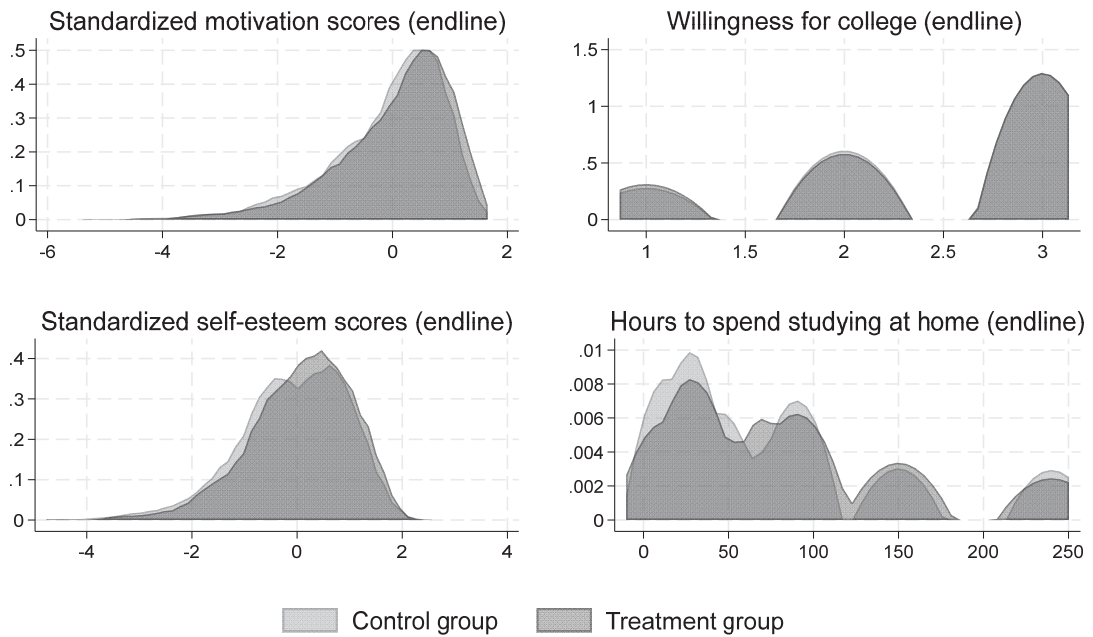 Standardized motivation scores (endline)
.5
.4
.3
.2
.1
0
-6 -4 -2 0 2
Willingness for college (endline)
1.5
1
.5
0
1 1.5 2 2.5 3
Standardized self-esteem scores (endline)
.4
.3
.2
.1
0
-4 -2 0 2 4
Hours to spend studying at home (endline)
.01
.008
.006
.004
.002
0
0 50 100 150 200 250
Control group Treatment group